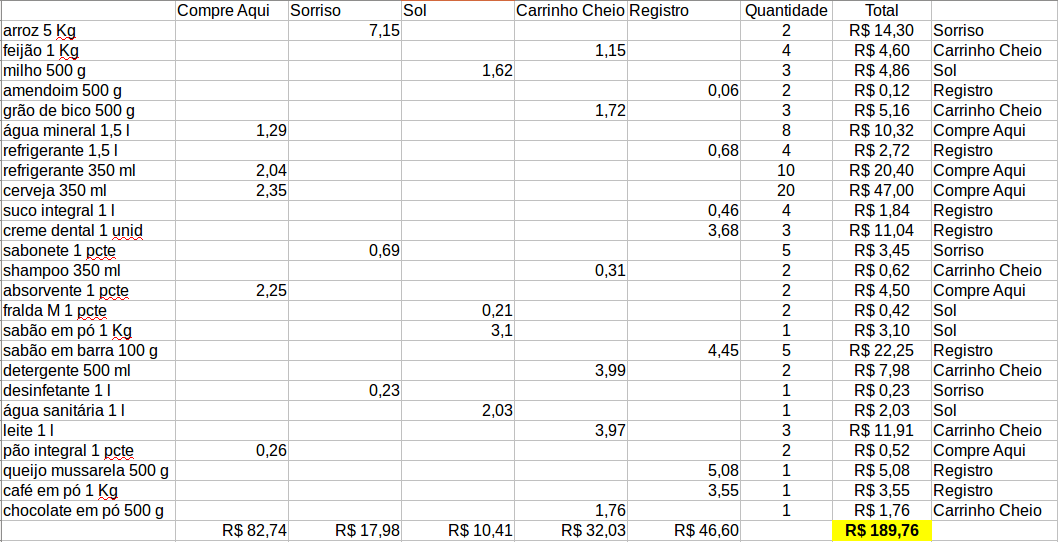 Compre Aqui Sorriso Sol Carrinho Cheio Registro Quantidade Total
arroz 5 Kg 7,15 2 R$ 14,30 Sorriso
feijão 1 Kg 1,15 4 R$ 4,60 Carrinho Cheio
milho 500 g 1,62 3 R$ 4,86 Sol
amendoim 500 g 0,06 2 R$ 0,12 Registro
grão de bico 500 g 1,72 3 R$ 5,16 Carrinho Cheio
água mineral 1,5 l 1,29 8 R$ 10,32 Compre Aqui
refrigerante 1,5 l 0,68 4 R$ 2,72 Registro
refrigerante 350 ml 2,04 10 R$ 20,40 Compre Aqui
cerveja 350 ml 2,35 20 R$ 47,00 Compre Aqui
suco integral 1 l 0,46 4 R$ 1,84 Registro
creme dental 1 unid 3,68 3 R$ 11,04 Registro
sabonete 1 pcte 0,69 5 R$ 3,45 Sorriso
shampoo 350 ml 0,31 2 R$ 0,62 Carrinho Cheio
absorvente 1 pcte 2,25 2 R$ 4,50 Compre Aqui
fralda M 1 pcte 0,21 2 R$ 0,42 Sol
sabão em pó 1 Kg 3,1 1 R$ 3,10 Sol
sabão em barra 100 g 4,45 5 R$ 22,25 Registro
detergente 500 ml 3,99 2 R$ 7,98 Carrinho Cheio
desinfetante 1 l 0,23 1 R$ 0,23 Sorriso
água sanitária 1 l 2,03 1 R$ 2,03 Sol
leite 1 l 3,97 3 R$ 11,91 Carrinho Cheio
pão integral 1 pcte 0,26 2 R$ 0,52 Compre Aqui
queijo mussarela 500 g 5,08 1 R$ 5,08 Registro
café em pó 1 Kg 3,55 1 R$ 3,55 Registro
chocolate em pó 500 g 1,76 1 R$ 1,76 Carrinho Cheio
R$ 82,74 R$ 17,98 R$ 10,41 R$ 32,03 R$ 46,60 R$ 189,76